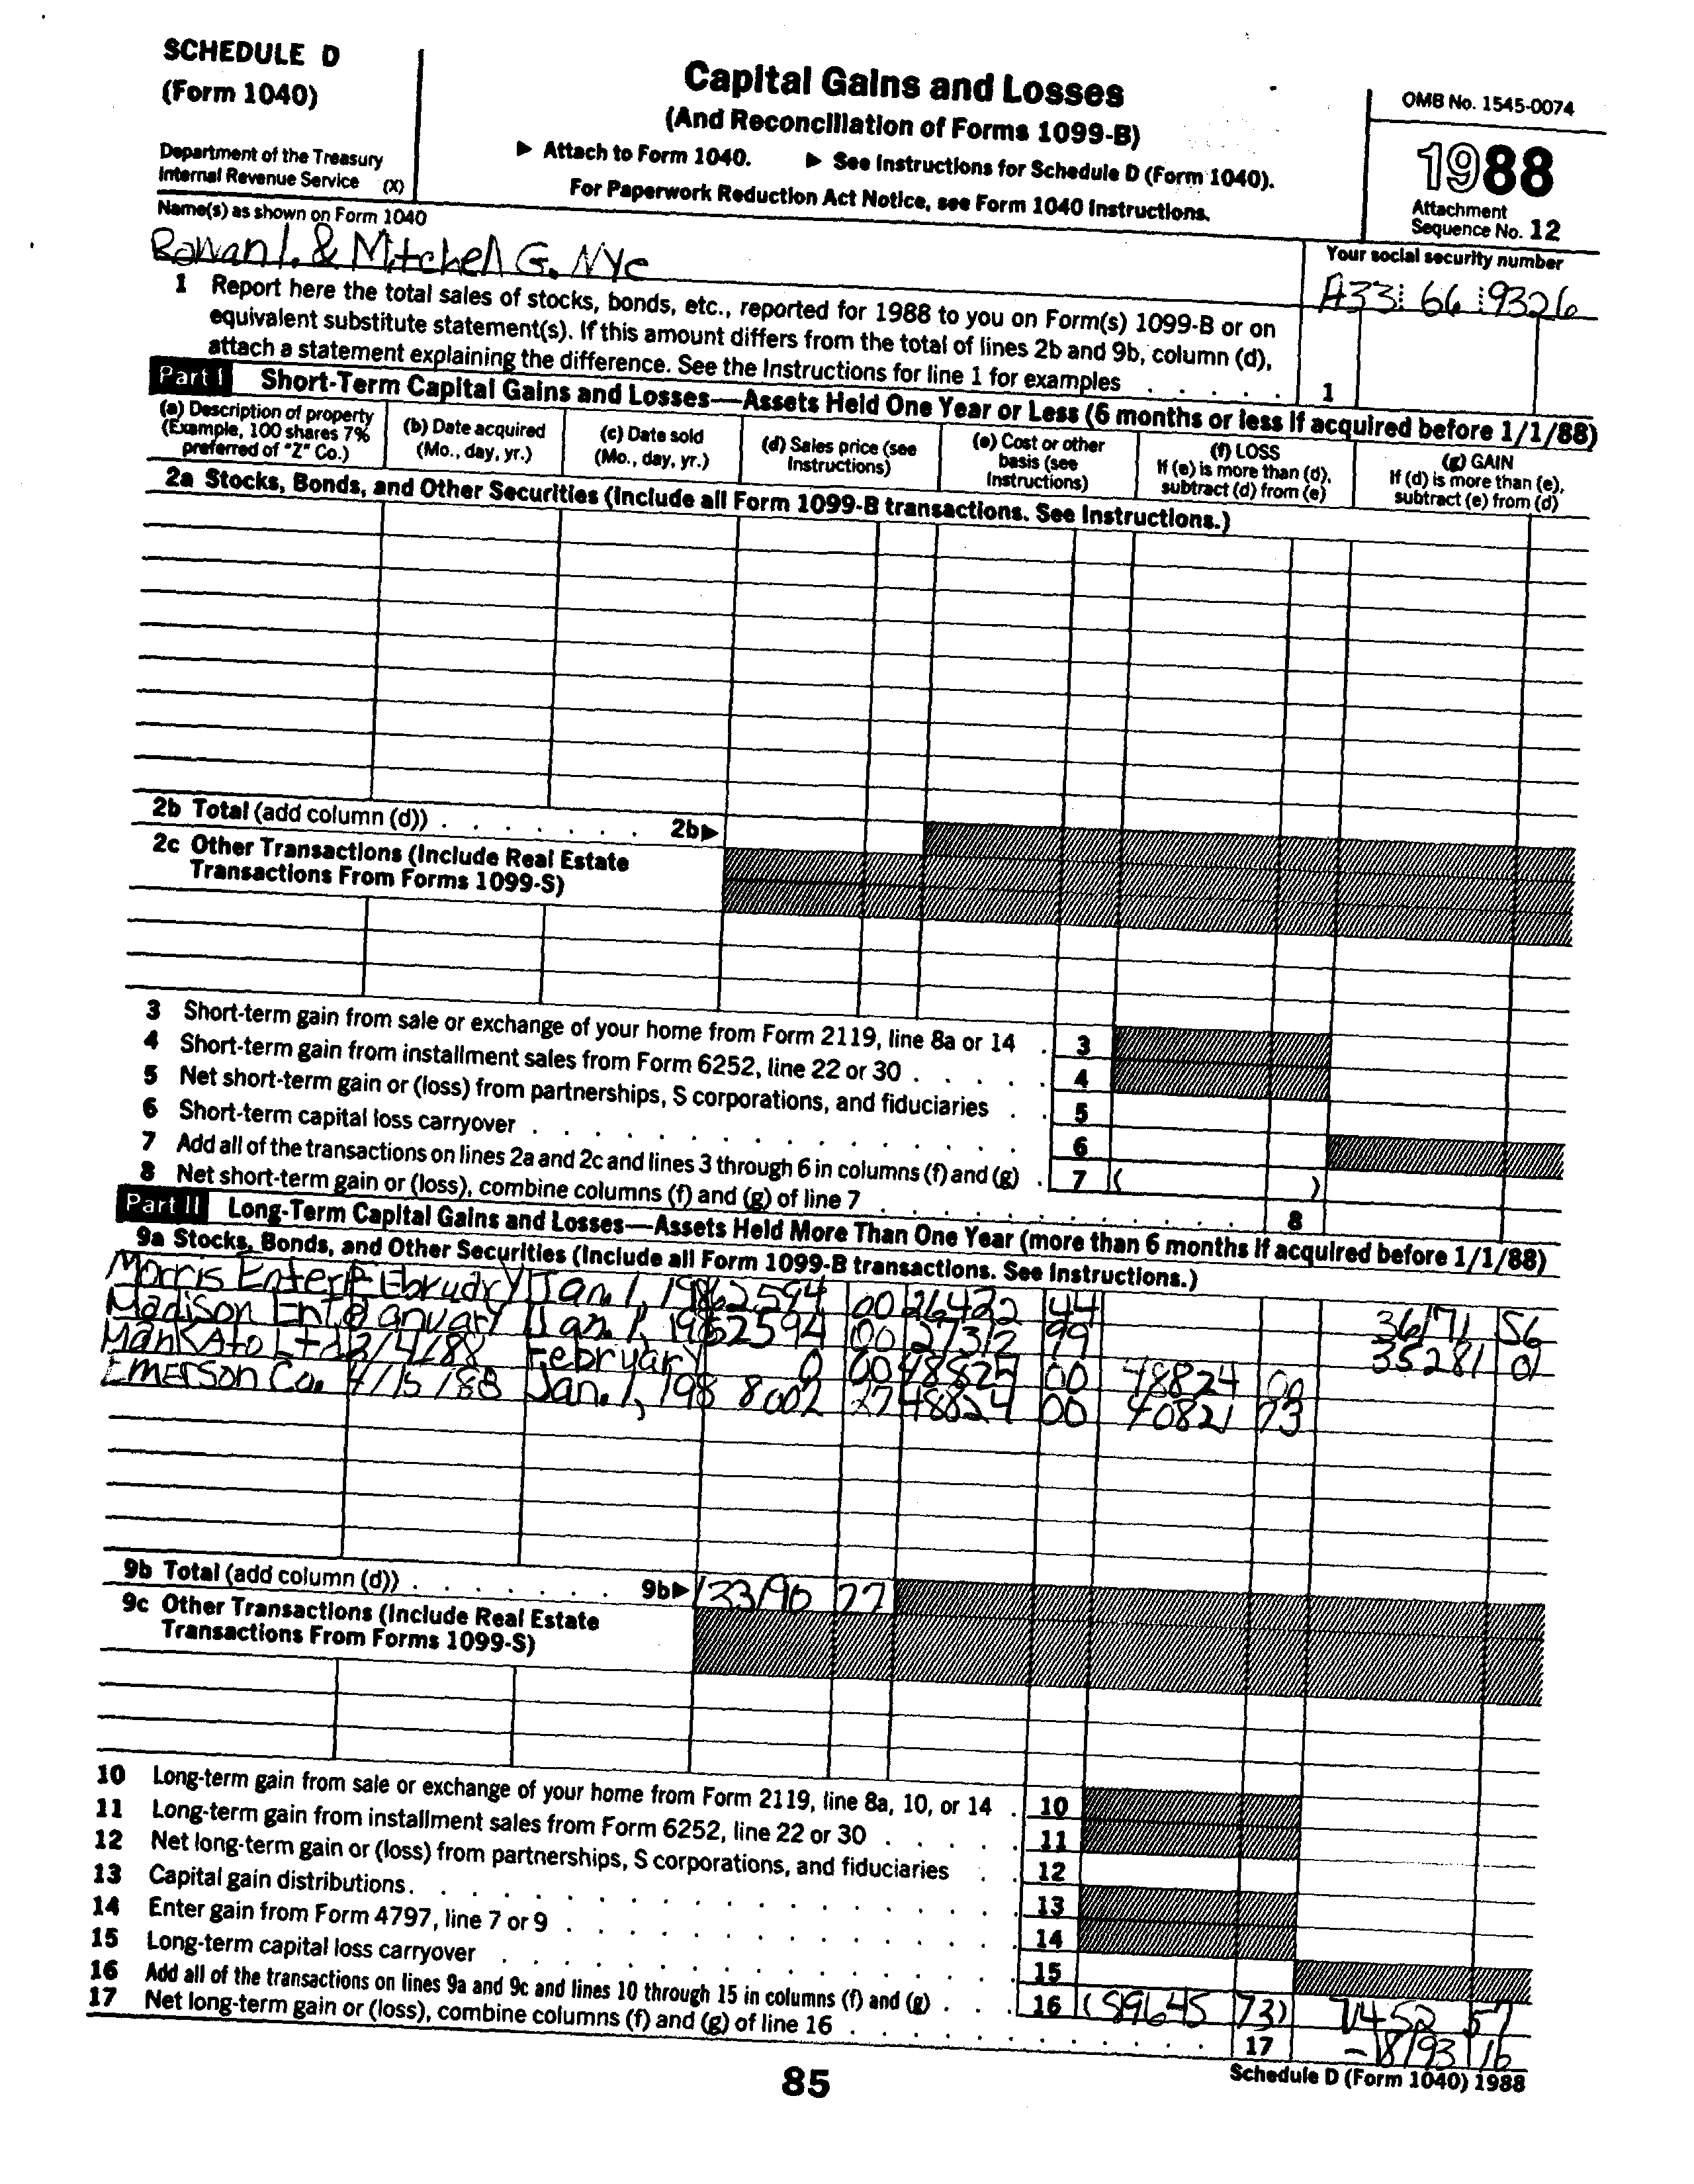 SCHEDULE D
(Form 1040)
Department of the Treasury
Internal Revenue Service (X)
Capital Gains and Losses
(And Reconciliation of Forms 1099-B)
▶ Attach to Form 1040. ▶ See Instructions for Schedule D (Form 1040).
For Paperwork Reduction Act Notice, see Form 1040 Instructions.
OMB No. 1545-0074
1988
Attachment
Sequence No. 12
Name(s) as shown on Form 1040
Rowan I. & Mitchell G. Nye
Your social security number
A33 66 9326
1 Report here the total sales of stocks, bonds, etc., reported for 1988 to you on Form(s) 1099-B or on
equivalent substitute statement(s). If this amount differs from the total of lines 2b and 9b, column (d),
attach a statement explaining the difference. See the Instructions for line 1 for examples . . . . . 1
Part I Short-Term Capital Gains and Losses—Assets Held One Year or Less (6 months or less if acquired before 1/1/88)
(a) Description of property
(Example, 100 shares 7%
preferred of "Z" Co.)
(b) Date acquired
(Mo., day, yr.)
(c) Date sold
(Mo., day, yr.)
(d) Sales price (see
Instructions)
(e) Cost or other
basis (see
Instructions)
(f) LOSS
If (e) is more than (d),
subtract (d) from (e)
(g) GAIN
If (d) is more than (e),
subtract (e) from (d)
2a Stocks, Bonds, and Other Securities (Include all Form 1099-B transactions. See Instructions.)
2b Total (add column (d)) . . . . . . . 2b▶
2c Other Transactions (Include Real Estate
Transactions From Forms 1099-S)
3 Short-term gain from sale or exchange of your home from Form 2119, line 8a or 14 . 3
4 Short-term gain from installment sales from Form 6252, line 22 or 30 . . . . . 4
5 Net short-term gain or (loss) from partnerships, S corporations, and fiduciaries . . 5
6 Short-term capital loss carryover . . . . . . . . . . . . . . . 6
7 Add all of the transactions on lines 2a and 2c and lines 3 through 6 in columns (f) and (g) . 7 ( )
8 Net short-term gain or (loss), combine columns (f) and (g) of line 7 . . . . . . . . . . . . 8
Part II Long-Term Capital Gains and Losses—Assets Held More Than One Year (more than 6 months if acquired before 1/1/88)
9a Stocks, Bonds, and Other Securities (Include all Form 1099-B transactions. See Instructions.)
Morris Enterp February Jan. 1, 198 62594 00 26422 44 36171 56
Madison Ent January Jan. 1, 198 62594 00 27312 99 35281 01
Mankato Ltd 2/4/88 February 0 00 48825 00 48824 00
Emerson Co. 4/15/88 Jan. 1, 198 8002 27 48824 00 40821 73
9b Total (add column (d)) . . . . . . . 9b▶ 133190 27
9c Other Transactions (Include Real Estate
Transactions From Forms 1099-S)
10 Long-term gain from sale or exchange of your home from Form 2119, line 8a, 10, or 14 . 10
11 Long-term gain from installment sales from Form 6252, line 22 or 30 . . . . . 11
12 Net long-term gain or (loss) from partnerships, S corporations, and fiduciaries . . 12
13 Capital gain distributions. . . . . . . . . . . . . . . . . . 13
14 Enter gain from Form 4797, line 7 or 9 . . . . . . . . . . . . . 14
15 Long-term capital loss carryover . . . . . . . . . . . . . . . 15
16 Add all of the transactions on lines 9a and 9c and lines 10 through 15 in columns (f) and (g) . . . 16 (89645 73) 71452 57
17 Net long-term gain or (loss), combine columns (f) and (g) of line 16 . . . . . . . . . . . . 17 -18193 16
85
Schedule D (Form 1040) 1988